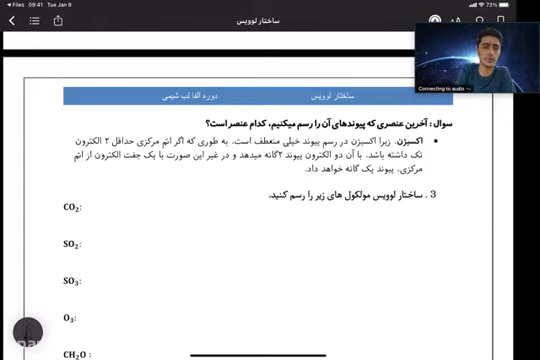 09:41 Tue Jan 9
73%
ساختار لوویس
AA
Connecting to audio
ساختار لوویس
دوره آلفا لب شیمی
سوال : آخرین عنصری که پیوندهای آن را رسم میکنیم، کدام عنصر است؟
اکسیژن. زیرا اکسیژن در رسم پیوند خیلی منعطف است. به طوری که اگر اتم مرکزی حداقل ۲ الکترون
تک داشته باشد. با آن دو الکترون پیوند ۲گانه میدهد و در غیر این صورت با یک جفت الکترون از اتم
مرکزی، پیوند یک گانه خواهد داد.
3. ساختار لوویس مولکول های زیر را رسم کنید.
CO₂:
SO₂:
SO₃:
O₃:
CH₂O :